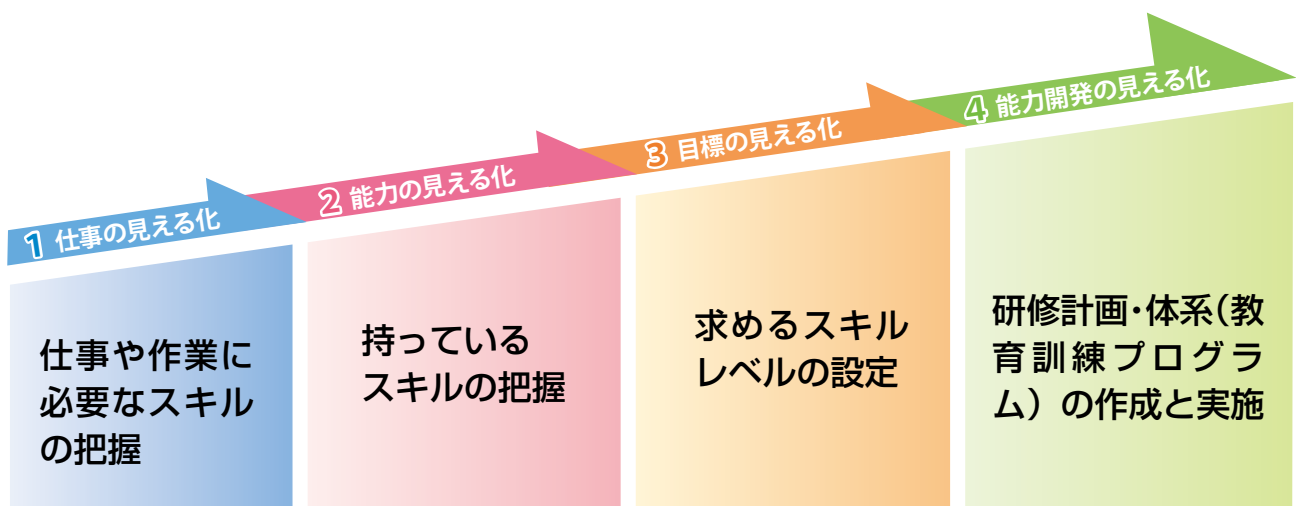 1 仕事の見える化
仕事や作業に
必要なスキル
の把握
2 能力の見える化
持っている
スキルの把握
3 目標の見える化
求めるスキル
レベルの設定
4 能力開発の見える化
研修計画・体系(教
育訓練プログラ
ム)の作成と実施